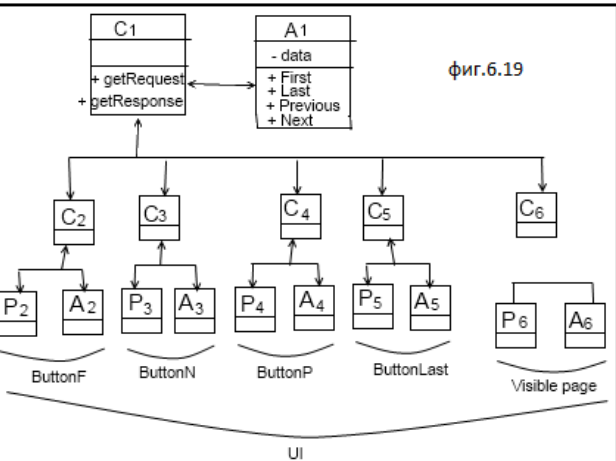 C1
A1
- data
+ getRequest
+ getResponse
+ First
+ Last
+ Previous
+ Next
фиг.6.19
C2
C3
C4
C5
C6
P2
A2
P3
A3
P4
A4
P5
A5
P6
A6
ButtonF
ButtonN
ButtonP
ButtonLast
Visible page
UI